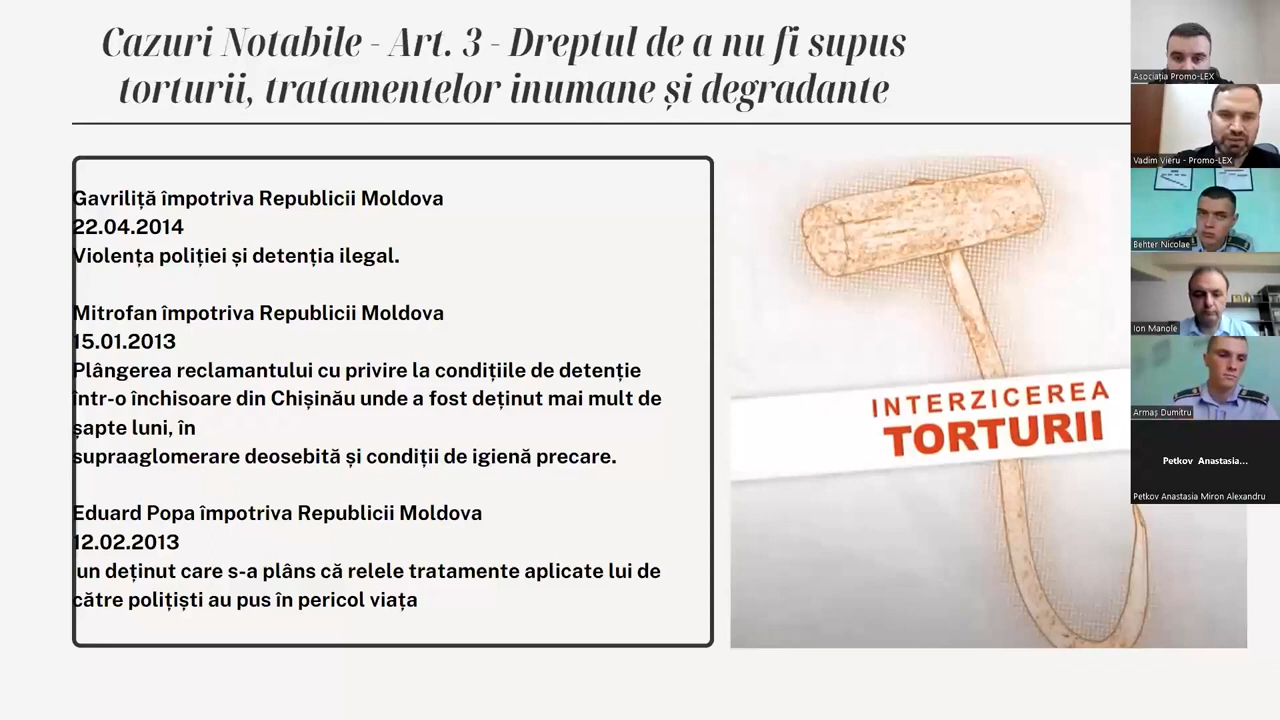 Cazuri Notabile - Art. 3 - Dreptul de a nu fi supus
torturii, tratamentelor inumane și degradante
Gavriliță împotriva Republicii Moldova
22.04.2014
Violența poliției și detenția ilegal.
Mitrofan împotriva Republicii Moldova
15.01.2013
Plângerea reclamantului cu privire la condițiile de detenție
într-o închisoare din Chișinău unde a fost deținut mai mult de
șapte luni, în
supraaglomerare deosebită și condiții de igienă precare.
Eduard Popa împotriva Republicii Moldova
12.02.2013
un deținut care s-a plâns că relele tratamente aplicate lui de
către polițiști au pus în pericol viața
INTERZICEREA
TORTURII
Asociația Promo-LEX
Vadim Vieru - Promo-LEX
Behter Nicolae
Ion Manole
Armaș Dumitru
Petkov Anastasia...
Petkov Anastasia Miron Alexandru